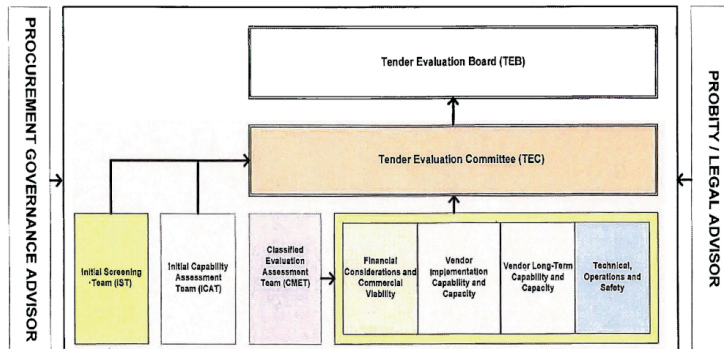 PROCUREMENT GOVERNANCE ADVISOR
Tender Evaluation Board (TEB)
Tender Evaluation Committee (TEC)
Initial Screening
-Team (IST)
Initial Capability
Assessment
Team (ICAT)
Classified
Evaluation
Assessment
Team (CMET)
Financial
Considerations and
Commercial
Viability
Vendor
Implementation
Capability and
Capacity
Vendor Long-Term
Capability and
Capacity
Technical,
Operations and
Safety
PROBITY / LEGAL ADVISOR